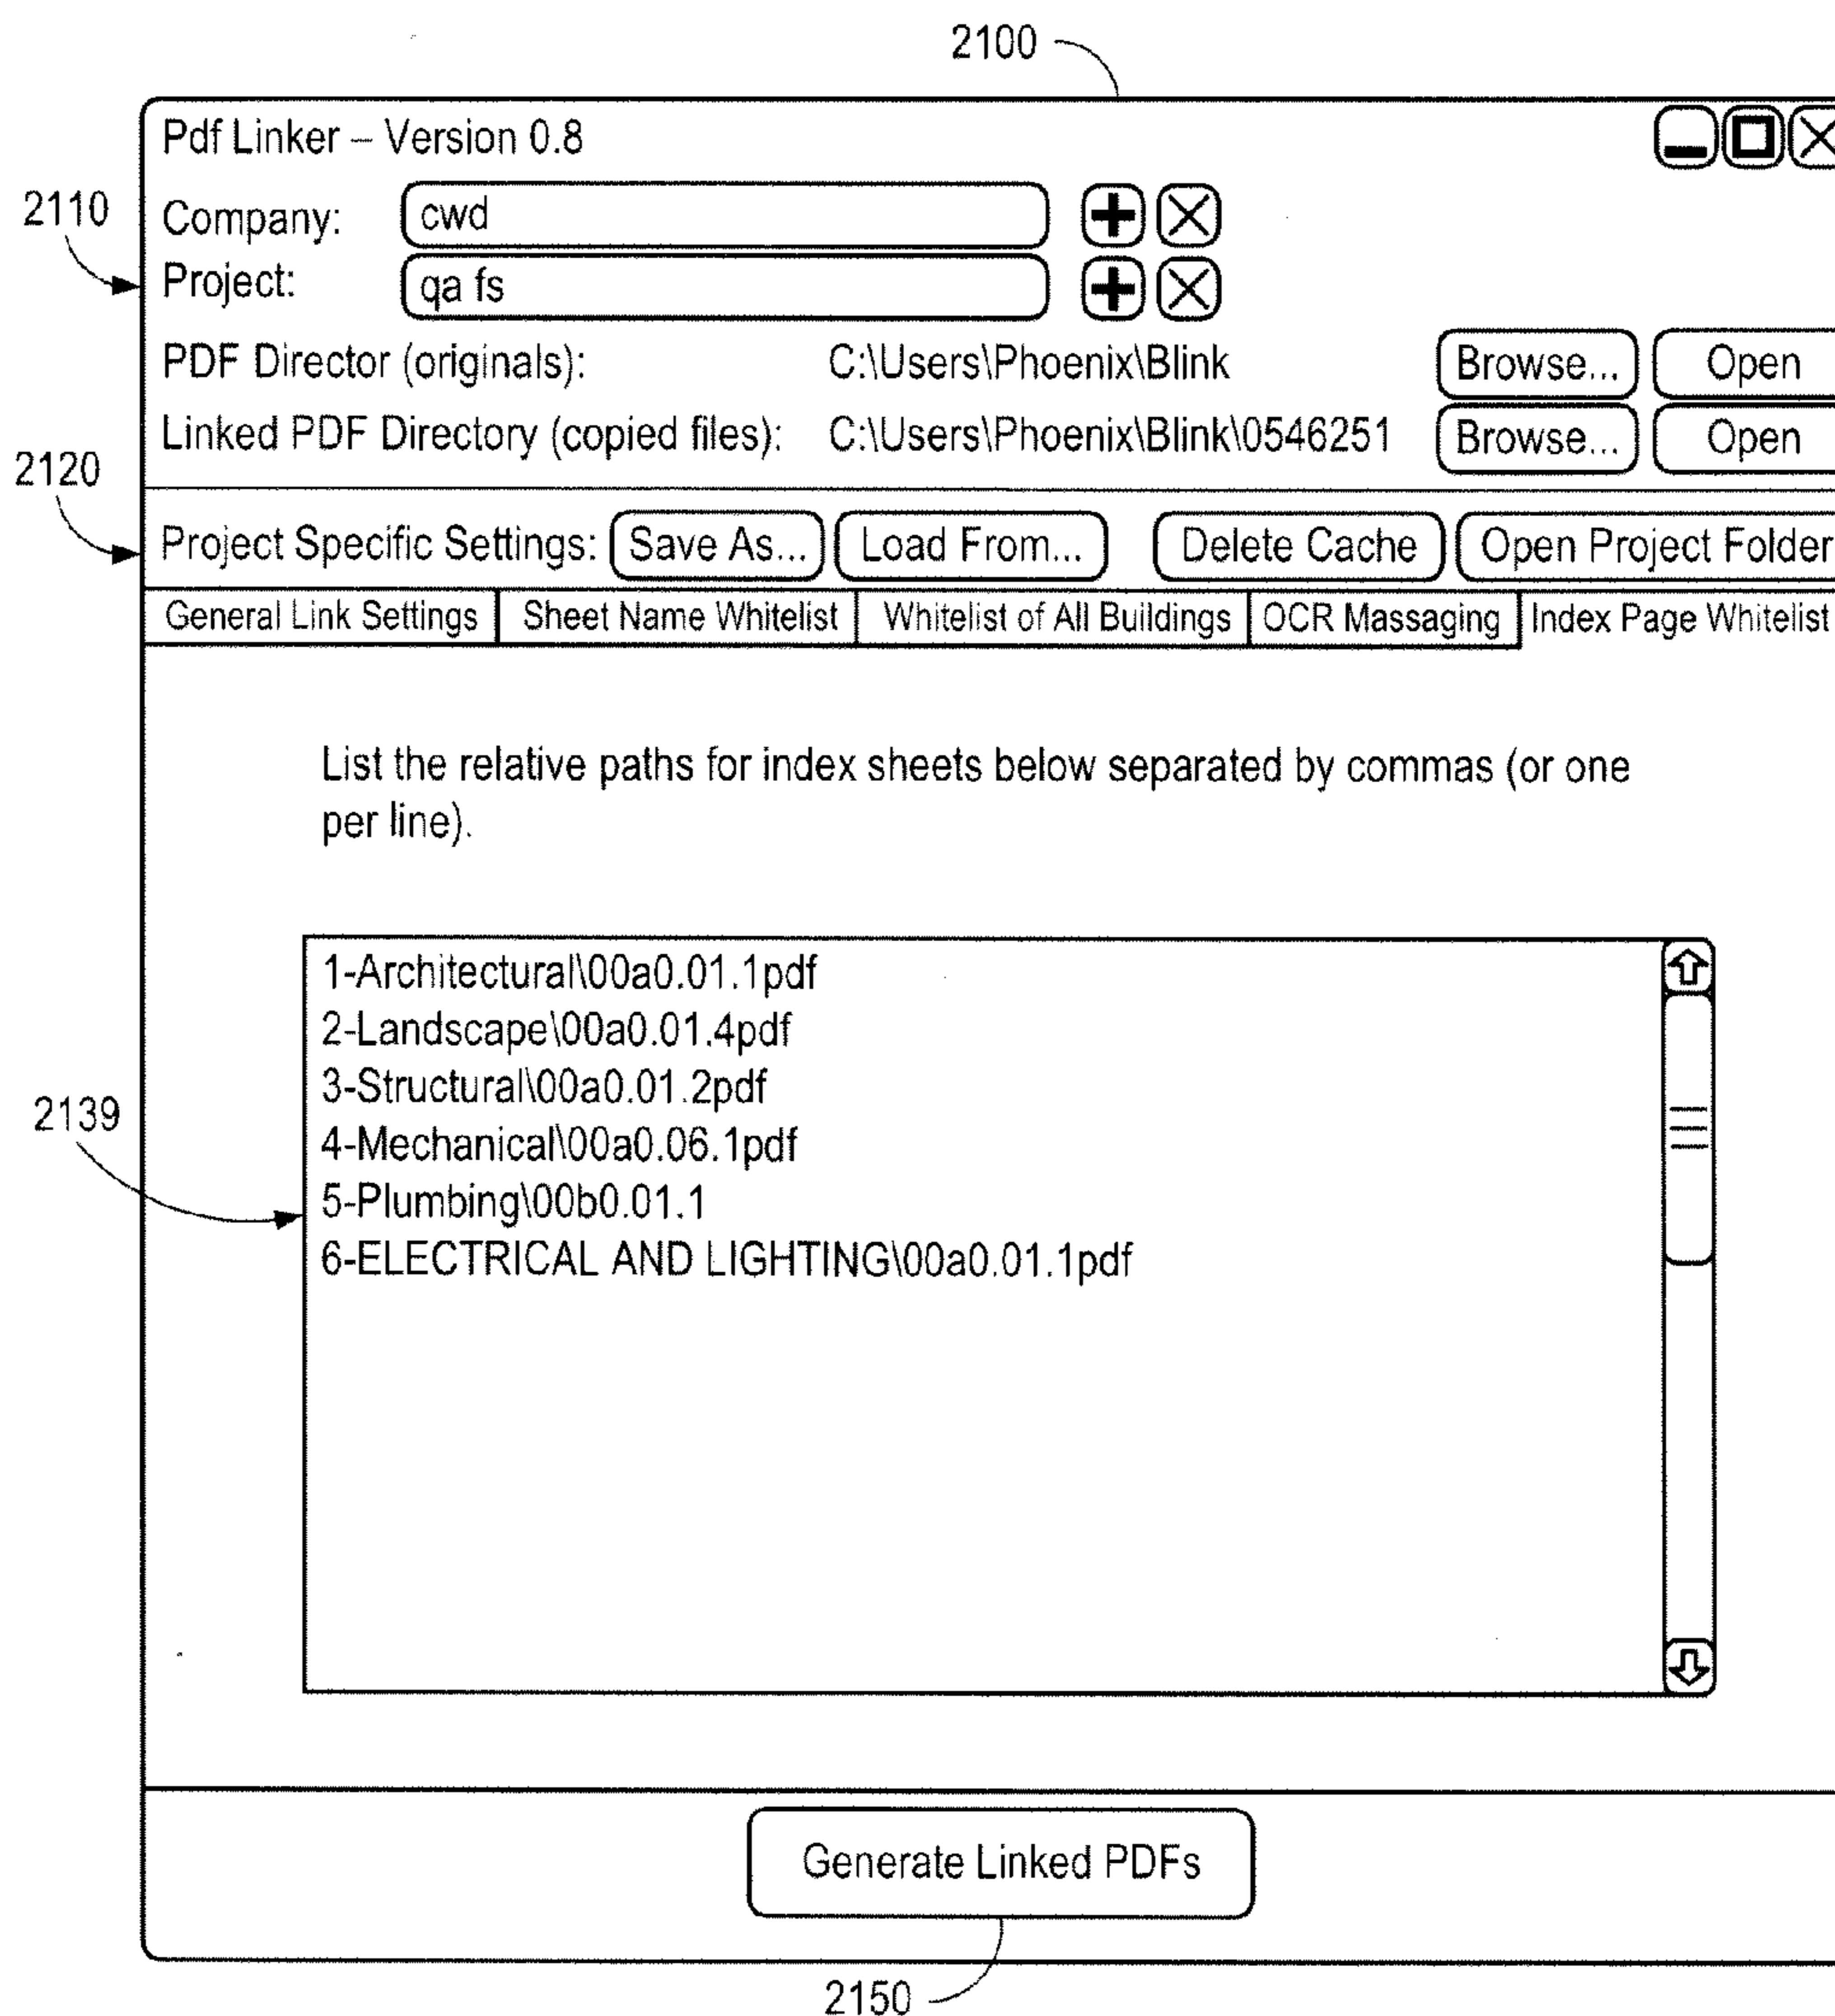 2100
Pdf Linker – Version 0.8
2110
Company: cwd
Project: qa fs
PDF Director (originals): C:\Users\Phoenix\Blink Browse... Open
Linked PDF Directory (copied files): C:\Users\Phoenix\Blink\0546251 Browse... Open
2120
Project Specific Settings: Save As... Load From... Delete Cache Open Project Folder
General Link Settings Sheet Name Whitelist Whitelist of All Buildings OCR Massaging Index Page Whitelist
List the relative paths for index sheets below separated by commas (or one
per line).
1-Architectural\00a0.01.1pdf
2-Landscape\00a0.01.4pdf
3-Structural\00a0.01.2pdf
4-Mechanical\00a0.06.1pdf
2139
5-Plumbing\00b0.01.1
6-ELECTRICAL AND LIGHTING\00a0.01.1pdf
Generate Linked PDFs
2150